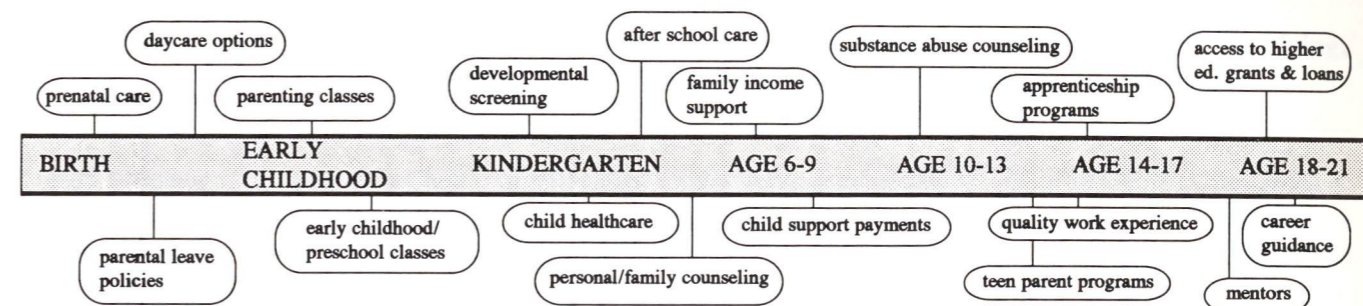 daycare options
after school care
substance abuse counseling
access to higher
ed. grants & loans
prenatal care
parenting classes
developmental
screening
family income
support
apprenticeship
programs
BIRTH
EARLY
CHILDHOOD
KINDERGARTEN
AGE 6-9
AGE 10-13
AGE 14-17
AGE 18-21
parental leave
policies
early childhood/
preschool classes
child healthcare
personal/family counseling
child support payments
quality work experience
teen parent programs
career
guidance
mentors